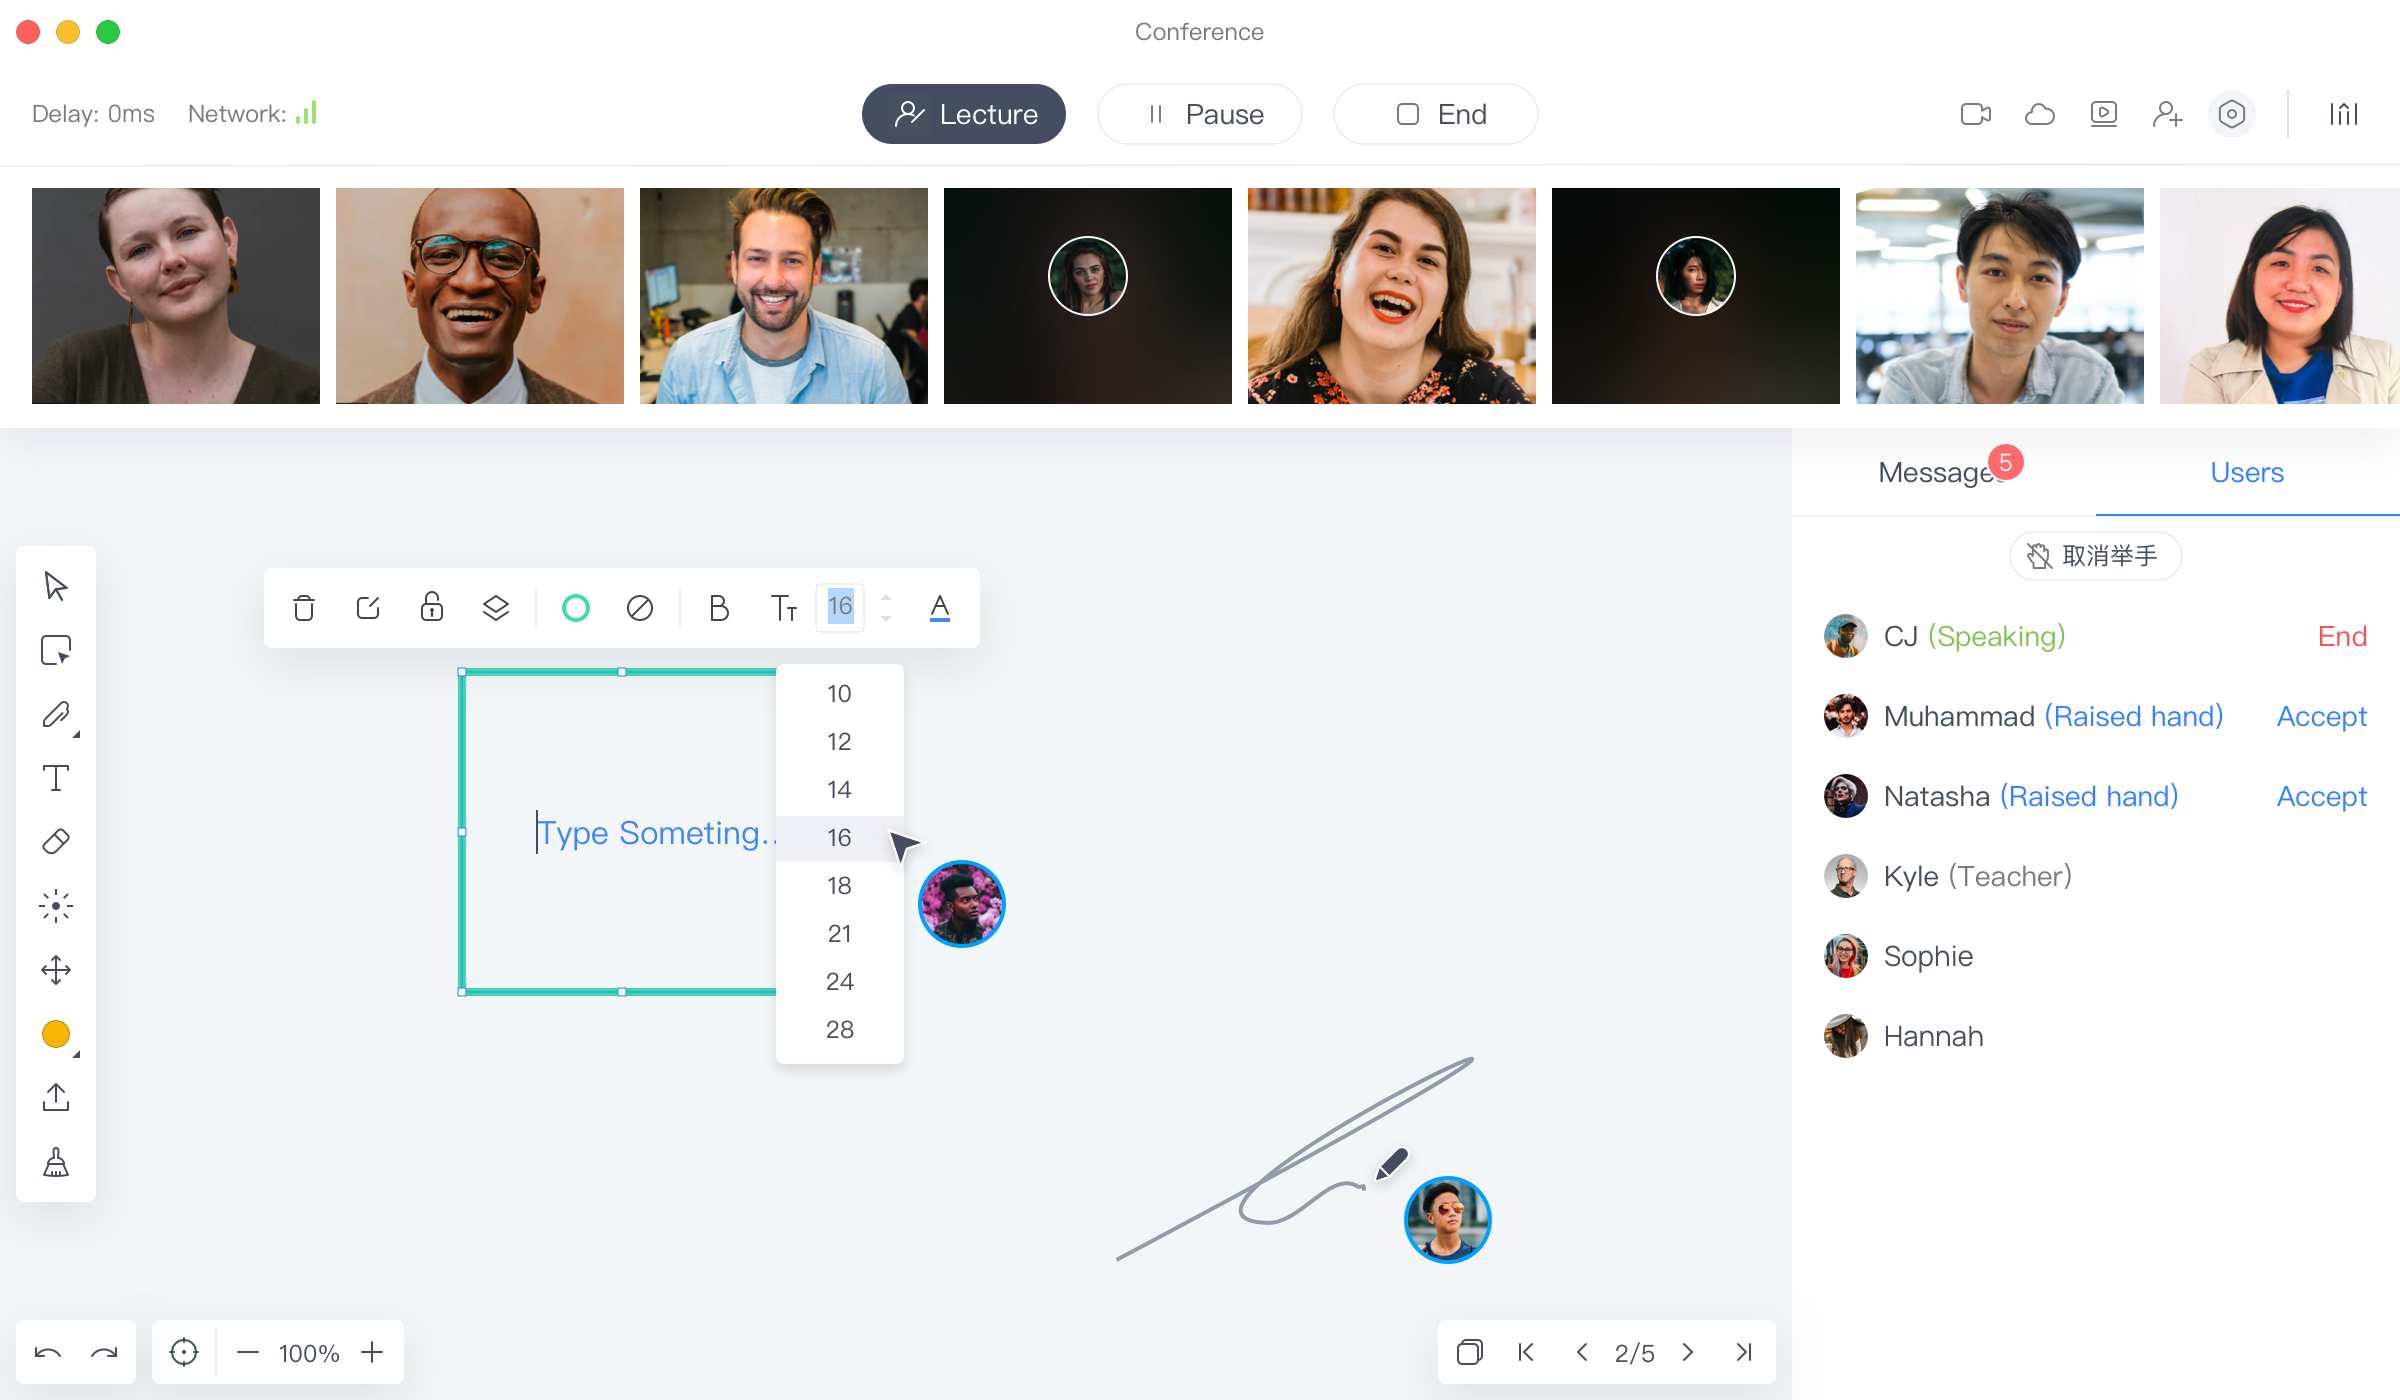 Conference
Delay: 0ms Network:
Lecture
Pause
End
Messages 5
Users
取消举手
CJ (Speaking) End
Muhammad (Raised hand) Accept
Natasha (Raised hand) Accept
Kyle (Teacher)
Sophie
Hannah
B Tт 16 A
T
Type Someting..
10
12
14
16
18
21
24
28
100%
2/5